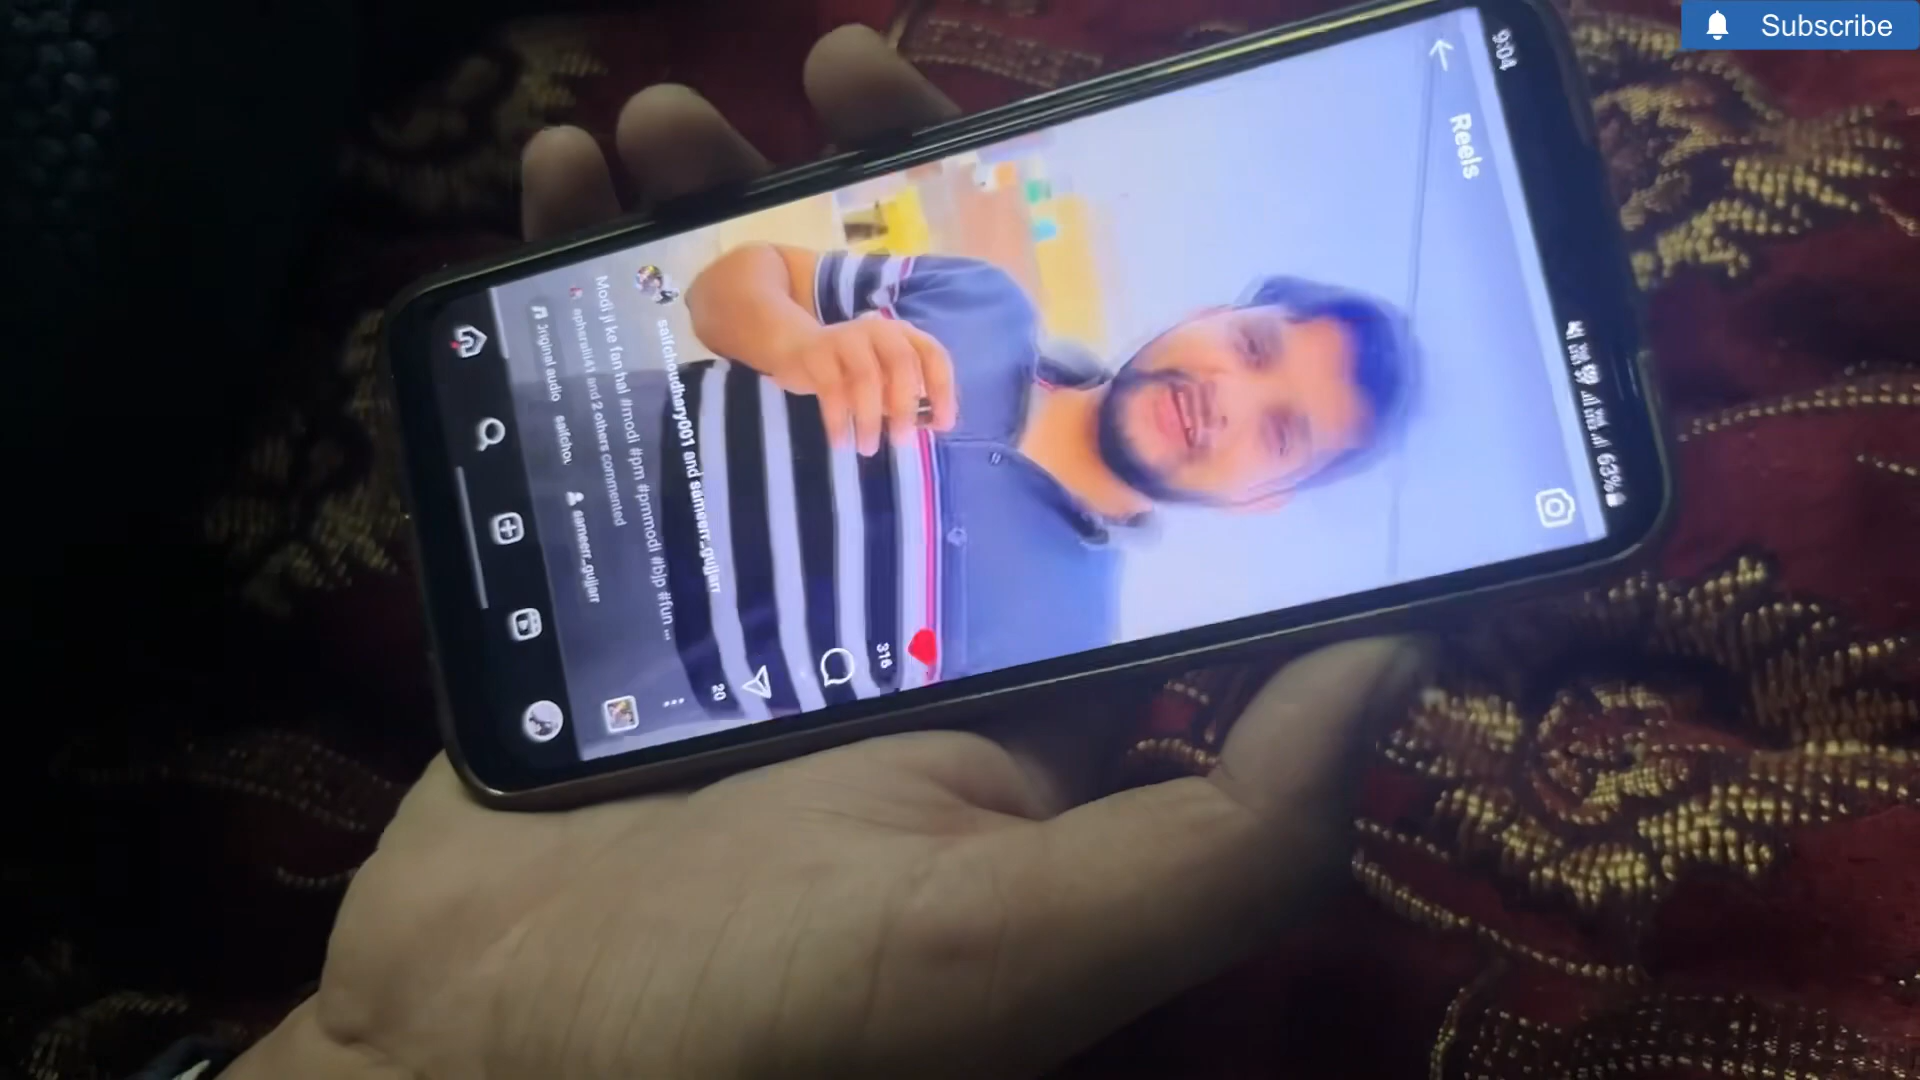 Subscribe
9:04
63%
Reels
316
20
saifchoudhary001 and sameerr_gujjarr
Modi ji ke fan hai #modi #pm #pmmodi #bjp #fun ...
and 2 others commented
Original audio saifchou
sameerr_gujjarr